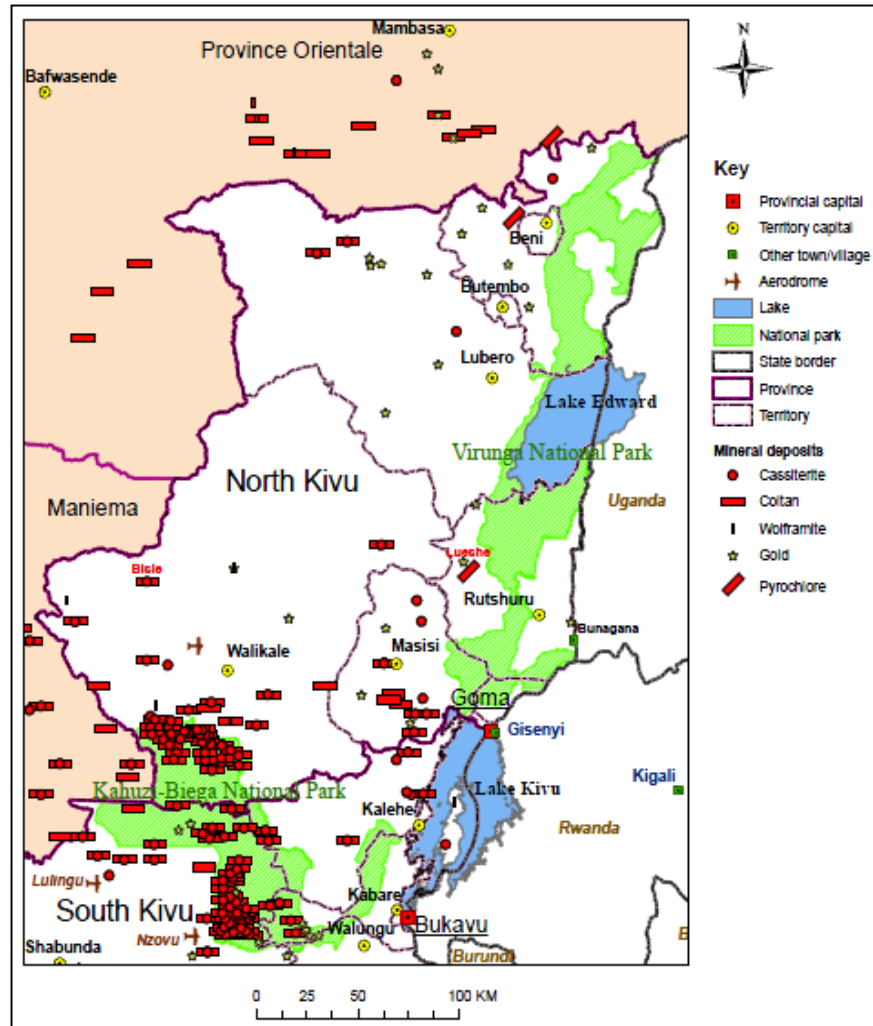 Mambasa
Province Orientale
Bafwasende
Beni
Butembo
Lubero
Lake Edward
Virunga National Park
North Kivu
Uganda
Maniema
Lueshe
Bisie
Rutshuru
Bunagana
Masisi
Walikale
Goma
Gisenyi
Kahuzi-Biega National Park
Lake Kivu
Kigali
Kalehe
Rwanda
Lulingu
Kabare
South Kivu
Bukavu
Nzovu
Walungu
Shabunda
Burundi
B
0 25 50 100 KM
N
Key
Provincial capital
Territory capital
Other town/village
Aerodrome
Lake
National park
State border
Province
Territory
Mineral deposits
Cassiterite
Coltan
Wolframite
Gold
Pyrochlore